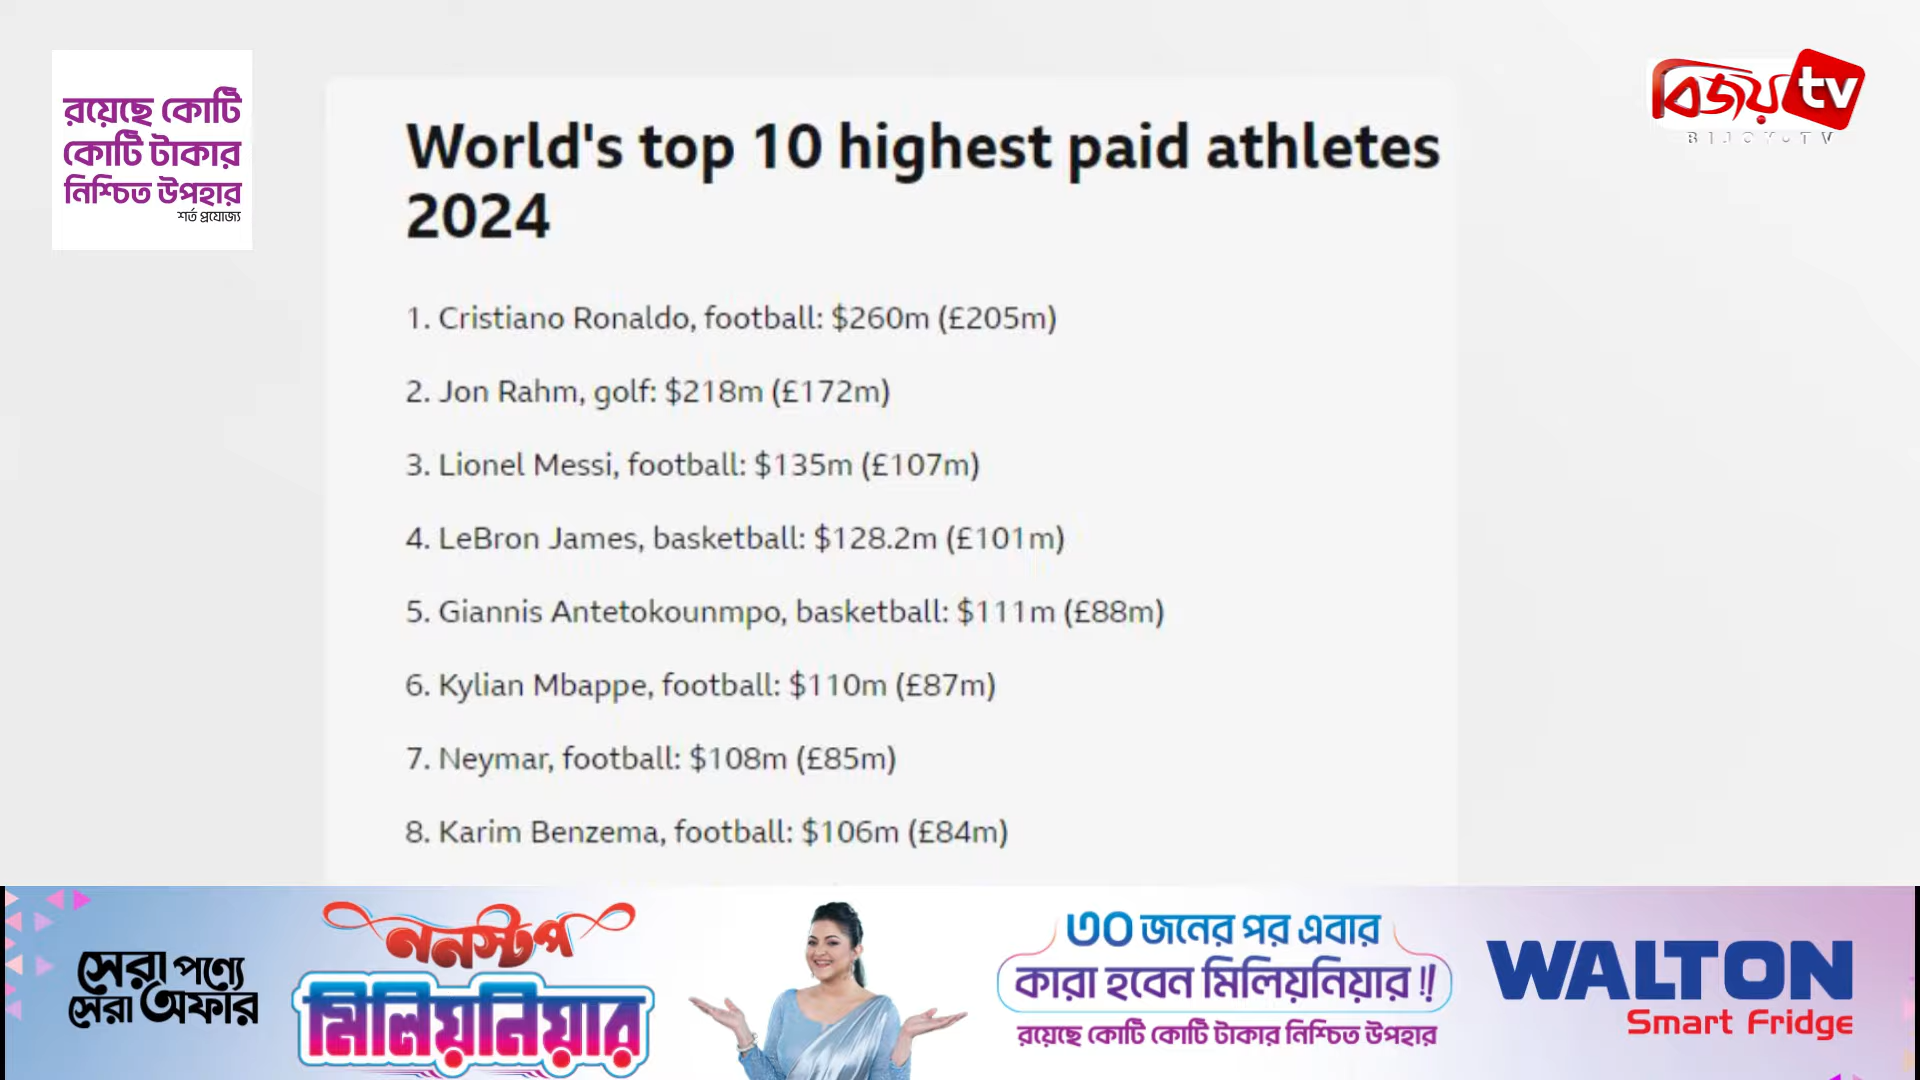 রয়েছে কোটি
কোটি টাকার
নিশ্চিত উপহার
শর্ত প্রযোজ্য
বিজয় tv
BIJOY TV
World's top 10 highest paid athletes
2024
1. Cristiano Ronaldo, football: $260m (£205m)
2. Jon Rahm, golf: $218m (£172m)
3. Lionel Messi, football: $135m (£107m)
4. LeBron James, basketball: $128.2m (£101m)
5. Giannis Antetokounmpo, basketball: $111m (£88m)
6. Kylian Mbappe, football: $110m (£87m)
7. Neymar, football: $108m (£85m)
8. Karim Benzema, football: $106m (£84m)
সেরা পণ্যে
সেরা অফার
ননস্টপ
মিলিয়নিয়ার
৩০ জনের পর এবার
কারা হবেন মিলিয়নিয়ার !!
রয়েছে কোটি কোটি টাকার নিশ্চিত উপহার
WALTON
Smart Fridge